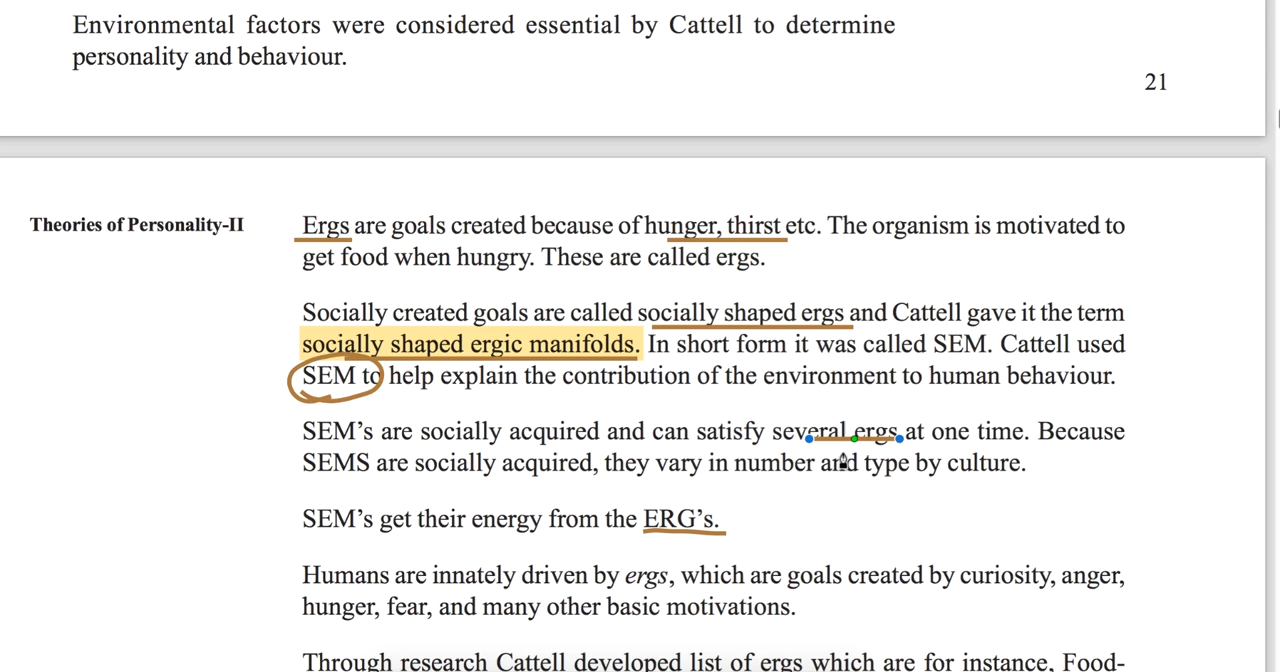 Environmental factors were considered essential by Cattell to determine
personality and behaviour.
21
Theories of Personality-II
Ergs are goals created because of hunger, thirst etc. The organism is motivated to
get food when hungry. These are called ergs.
Socially created goals are called socially shaped ergs and Cattell gave it the term
socially shaped ergic manifolds. In short form it was called SEM. Cattell used
SEM to help explain the contribution of the environment to human behaviour.
SEM’s are socially acquired and can satisfy several ergs at one time. Because
SEMS are socially acquired, they vary in number and type by culture.
SEM’s get their energy from the ERG’s.
Humans are innately driven by ergs, which are goals created by curiosity, anger,
hunger, fear, and many other basic motivations.
Through research Cattell developed list of ergs which are for instance, Food-